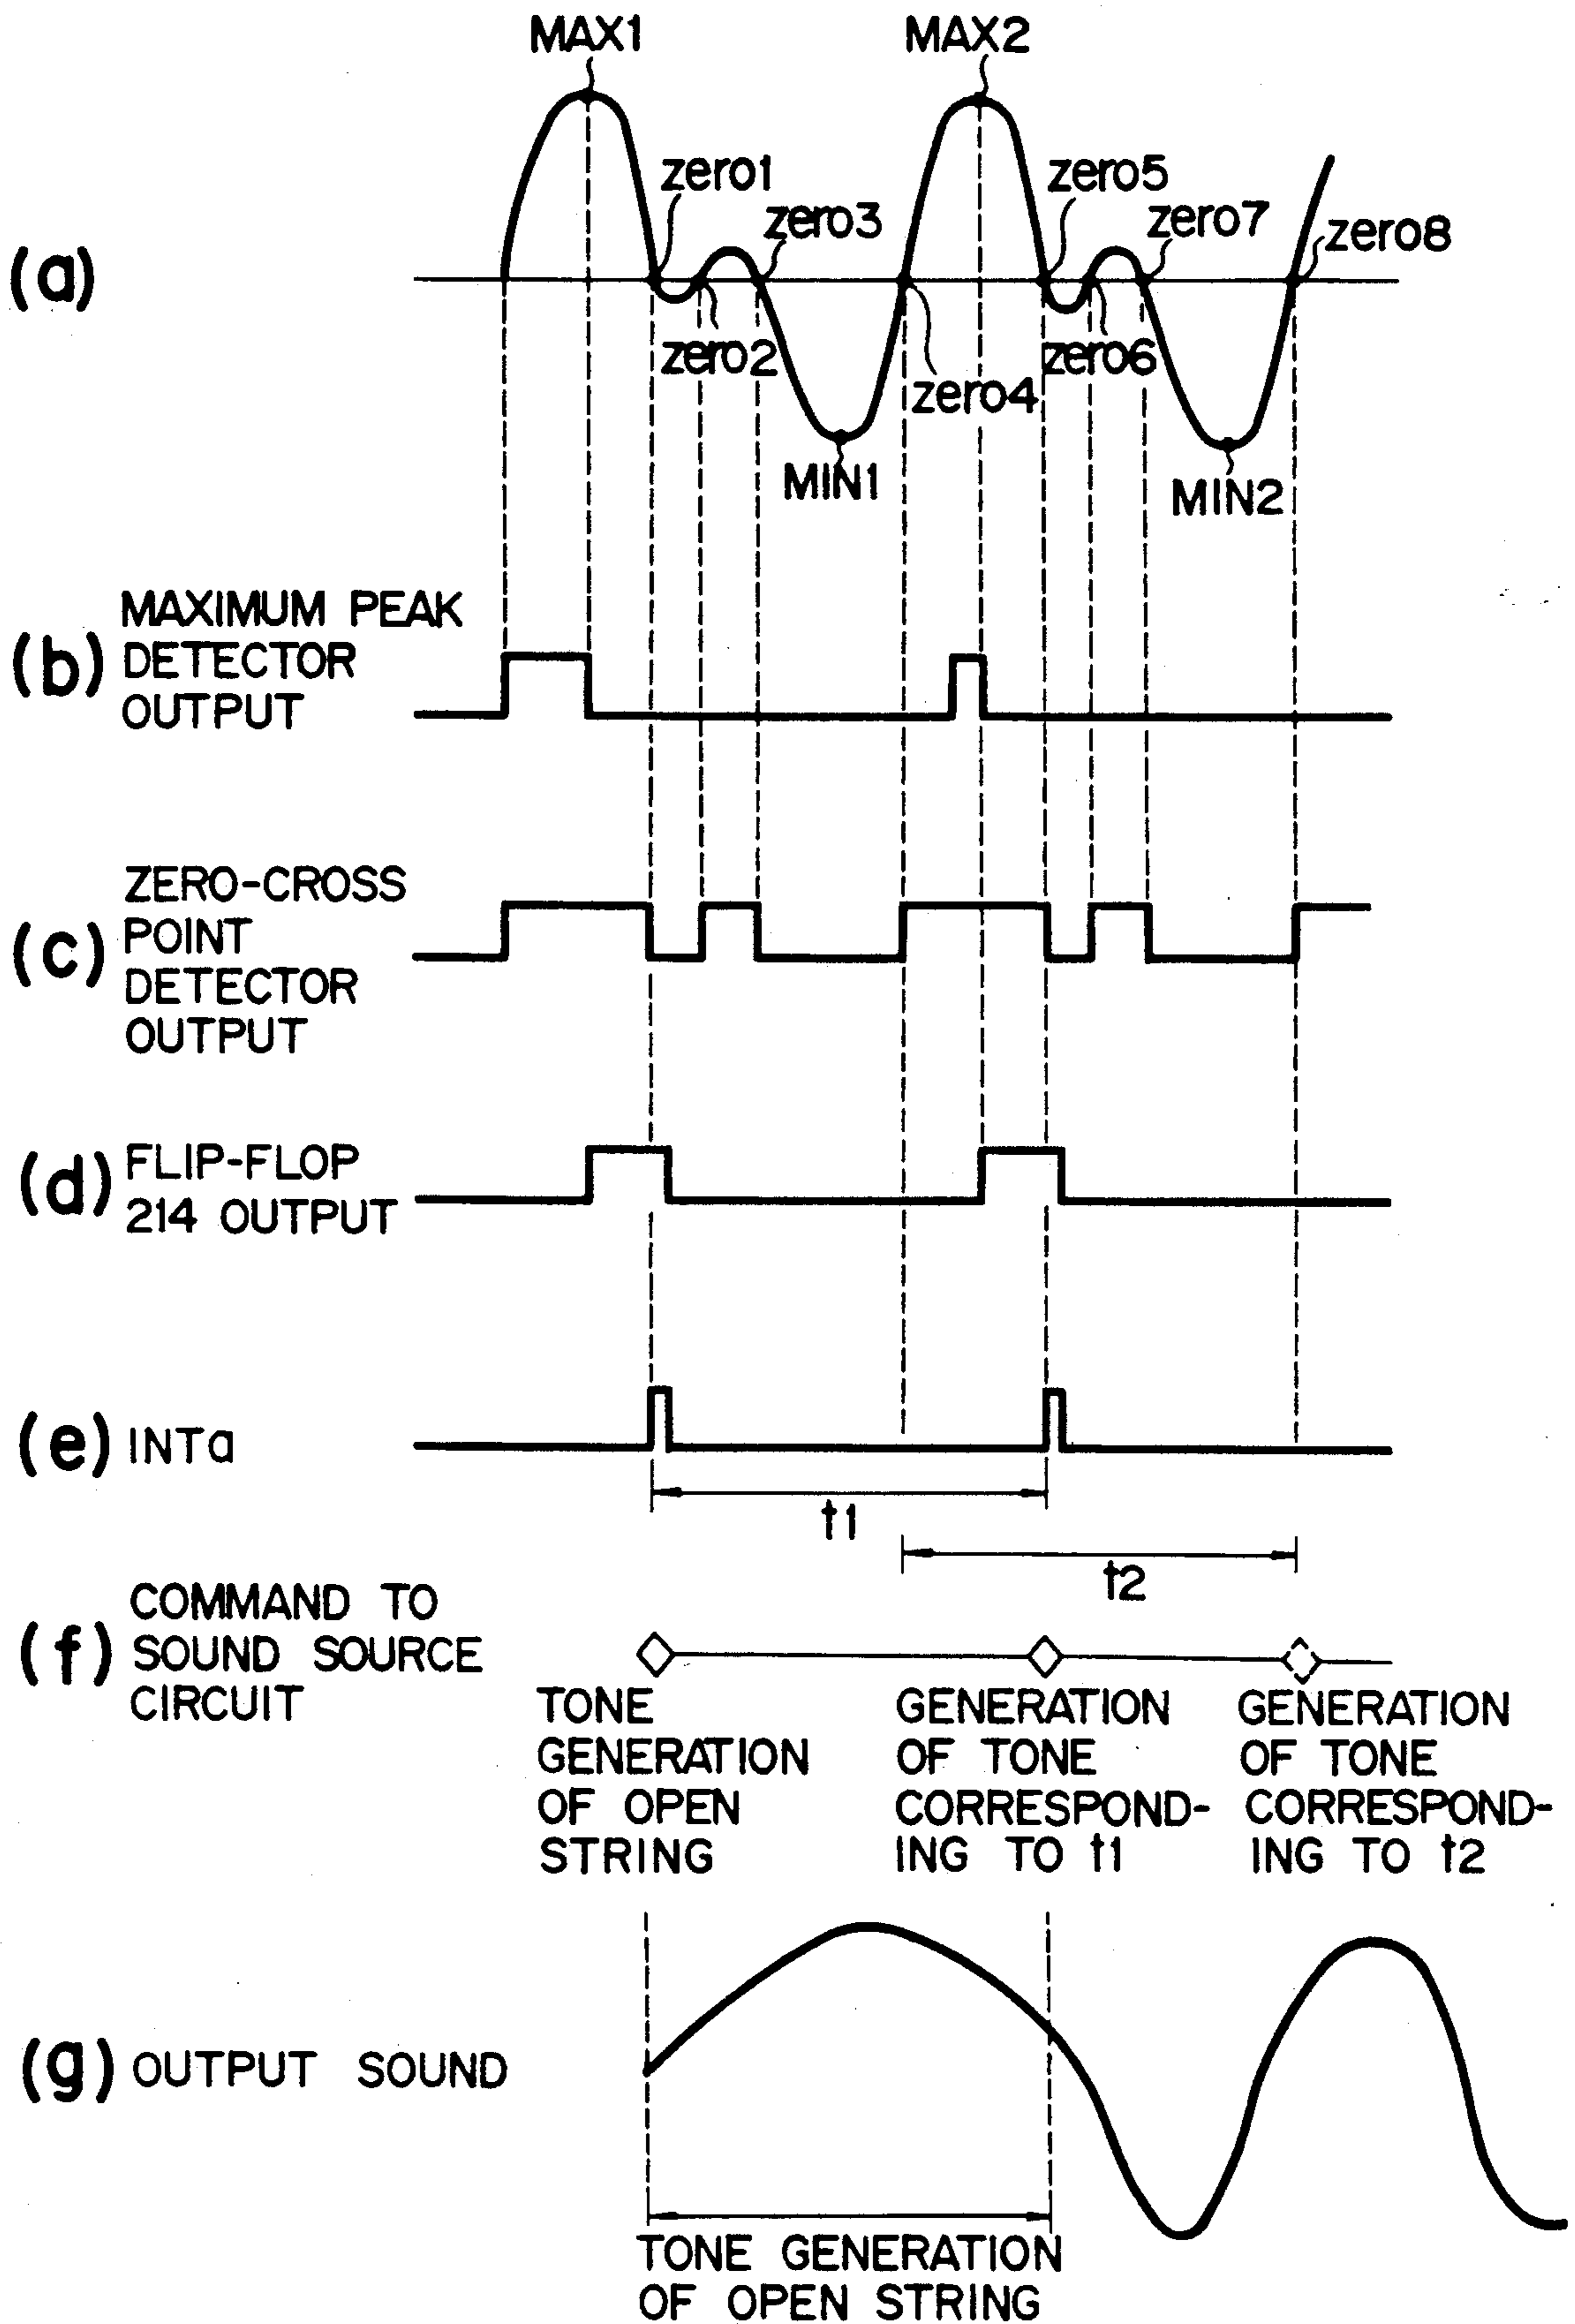 MAX1
MAX2
zero1
zero5
zero3
zero7
zero8
(a)
zero2
zero6
zero4
MIN1
MIN2
MAXIMUM PEAK
(b) DETECTOR
OUTPUT
ZERO-CROSS
(c) POINT
DETECTOR
OUTPUT
(d) FLIP-FLOP
214 OUTPUT
(e) INTa
t1
t2
COMMAND TO
(f) SOUND SOURCE
CIRCUIT
TONE
GENERATION
OF OPEN
STRING
GENERATION
OF TONE
CORRESPOND-
ING TO t1
GENERATION
OF TONE
CORRESPOND-
ING TO t2
(g) OUTPUT SOUND
TONE GENERATION
OF OPEN STRING